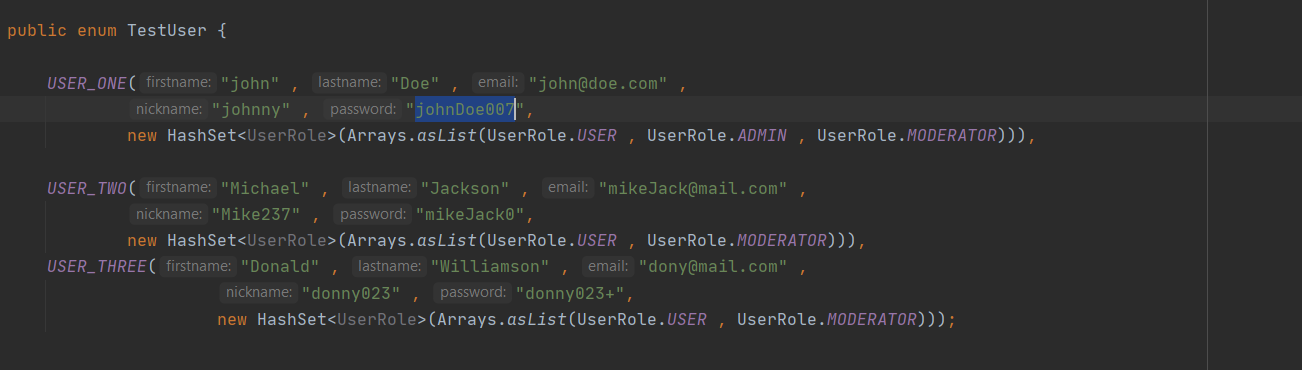 public enum TestUser {
USER_ONE( firstname: "john" , lastname: "Doe" , email: "john@doe.com" ,
nickname: "johnny" , password: "johnDoe007",
new HashSet<UserRole>(Arrays.asList(UserRole.USER , UserRole.ADMIN , UserRole.MODERATOR))),
USER_TWO( firstname: "Michael" , lastname: "Jackson" , email: "mikeJack@mail.com" ,
nickname: "Mike237" , password: "mikeJack0",
new HashSet<UserRole>(Arrays.asList(UserRole.USER , UserRole.MODERATOR))),
USER_THREE( firstname: "Donald" , lastname: "Williamson" , email: "dony@mail.com" ,
nickname: "donny023" , password: "donny023+",
new HashSet<UserRole>(Arrays.asList(UserRole.USER , UserRole.MODERATOR)));